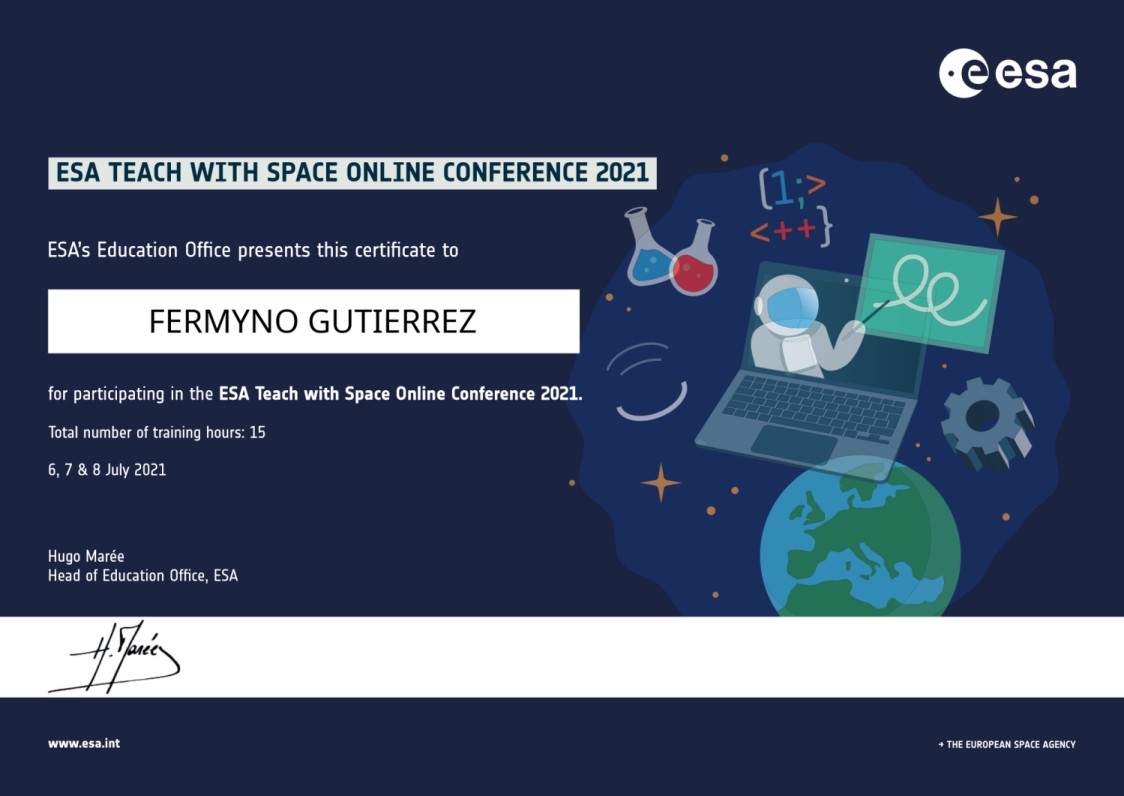 esa
ESA TEACH WITH SPACE ONLINE CONFERENCE 2021
{1;>
<++}
ESA's Education Office presents this certificate to
FERMYNO GUTIERREZ
for participating in the ESA Teach with Space Online Conference 2021.
Total number of training hours: 15
6, 7 & 8 July 2021
Hugo Marée
Head of Education Office, ESA
H. Marée
www.esa.int
→ THE EUROPEAN SPACE AGENCY